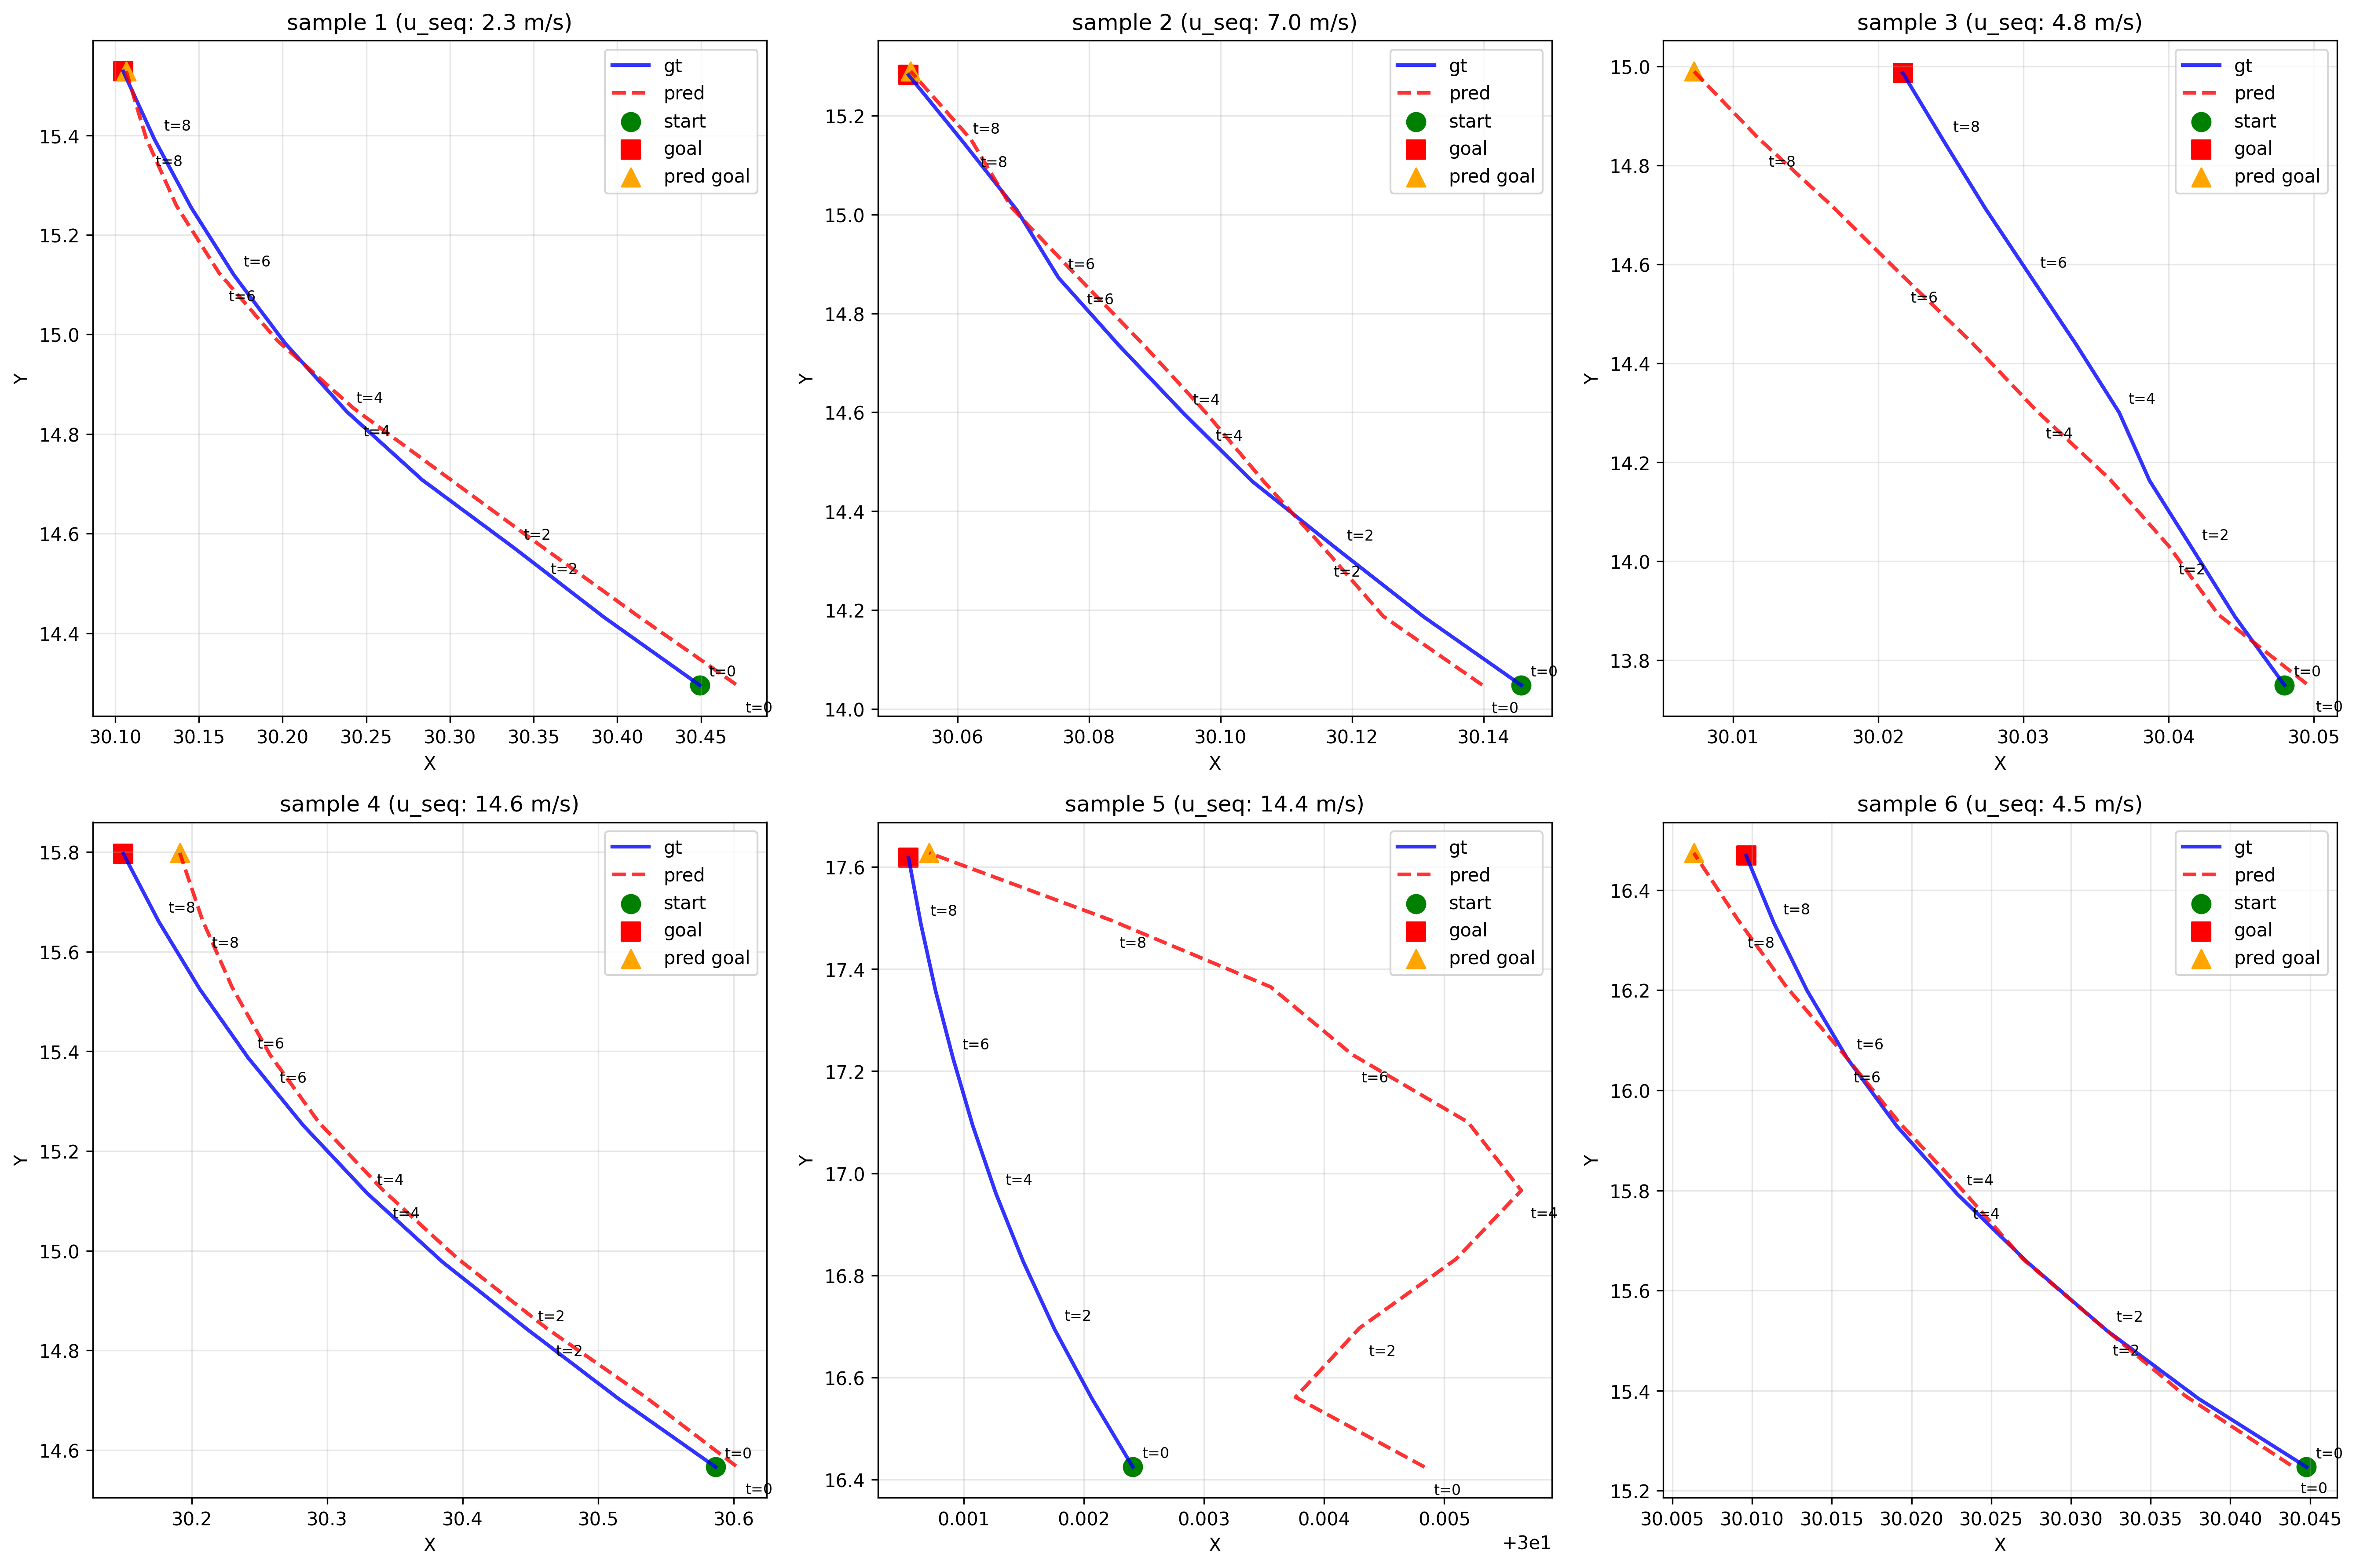 sample 1 (u_seq: 2.3 m/s)
gt
pred
start
goal
pred goal
t=8
t=8
t=6
t=6
t=4
t=4
t=2
t=2
t=0
t=0
15.4
15.2
15.0
14.8
14.6
14.4
Y
30.10 30.15 30.20 30.25 30.30 30.35 30.40 30.45
X
sample 2 (u_seq: 7.0 m/s)
gt
pred
start
goal
pred goal
t=8
t=8
t=6
t=6
t=4
t=4
t=2
t=2
t=0
t=0
15.2
15.0
14.8
14.6
14.4
14.2
14.0
Y
30.06 30.08 30.10 30.12 30.14
X
sample 3 (u_seq: 4.8 m/s)
gt
pred
start
goal
pred goal
t=8
t=8
t=6
t=6
t=4
t=4
t=2
t=2
t=0
t=0
15.0
14.8
14.6
14.4
14.2
14.0
13.8
Y
30.01 30.02 30.03 30.04 30.05
X
sample 4 (u_seq: 14.6 m/s)
gt
pred
start
goal
pred goal
t=8
t=8
t=6
t=6
t=4
t=4
t=2
t=2
t=0
t=0
15.8
15.6
15.4
15.2
15.0
14.8
14.6
Y
30.2 30.3 30.4 30.5 30.6
X
sample 5 (u_seq: 14.4 m/s)
gt
pred
start
goal
pred goal
t=8
t=8
t=6
t=6
t=4
t=4
t=2
t=2
t=0
t=0
17.6
17.4
17.2
17.0
16.8
16.6
16.4
Y
0.001 0.002 0.003 0.004 0.005
+3e1
X
sample 6 (u_seq: 4.5 m/s)
gt
pred
start
goal
pred goal
t=8
t=8
t=6
t=6
t=4
t=4
t=2
t=2
t=0
t=0
16.4
16.2
16.0
15.8
15.6
15.4
15.2
Y
30.005 30.010 30.015 30.020 30.025 30.030 30.035 30.040 30.045
X